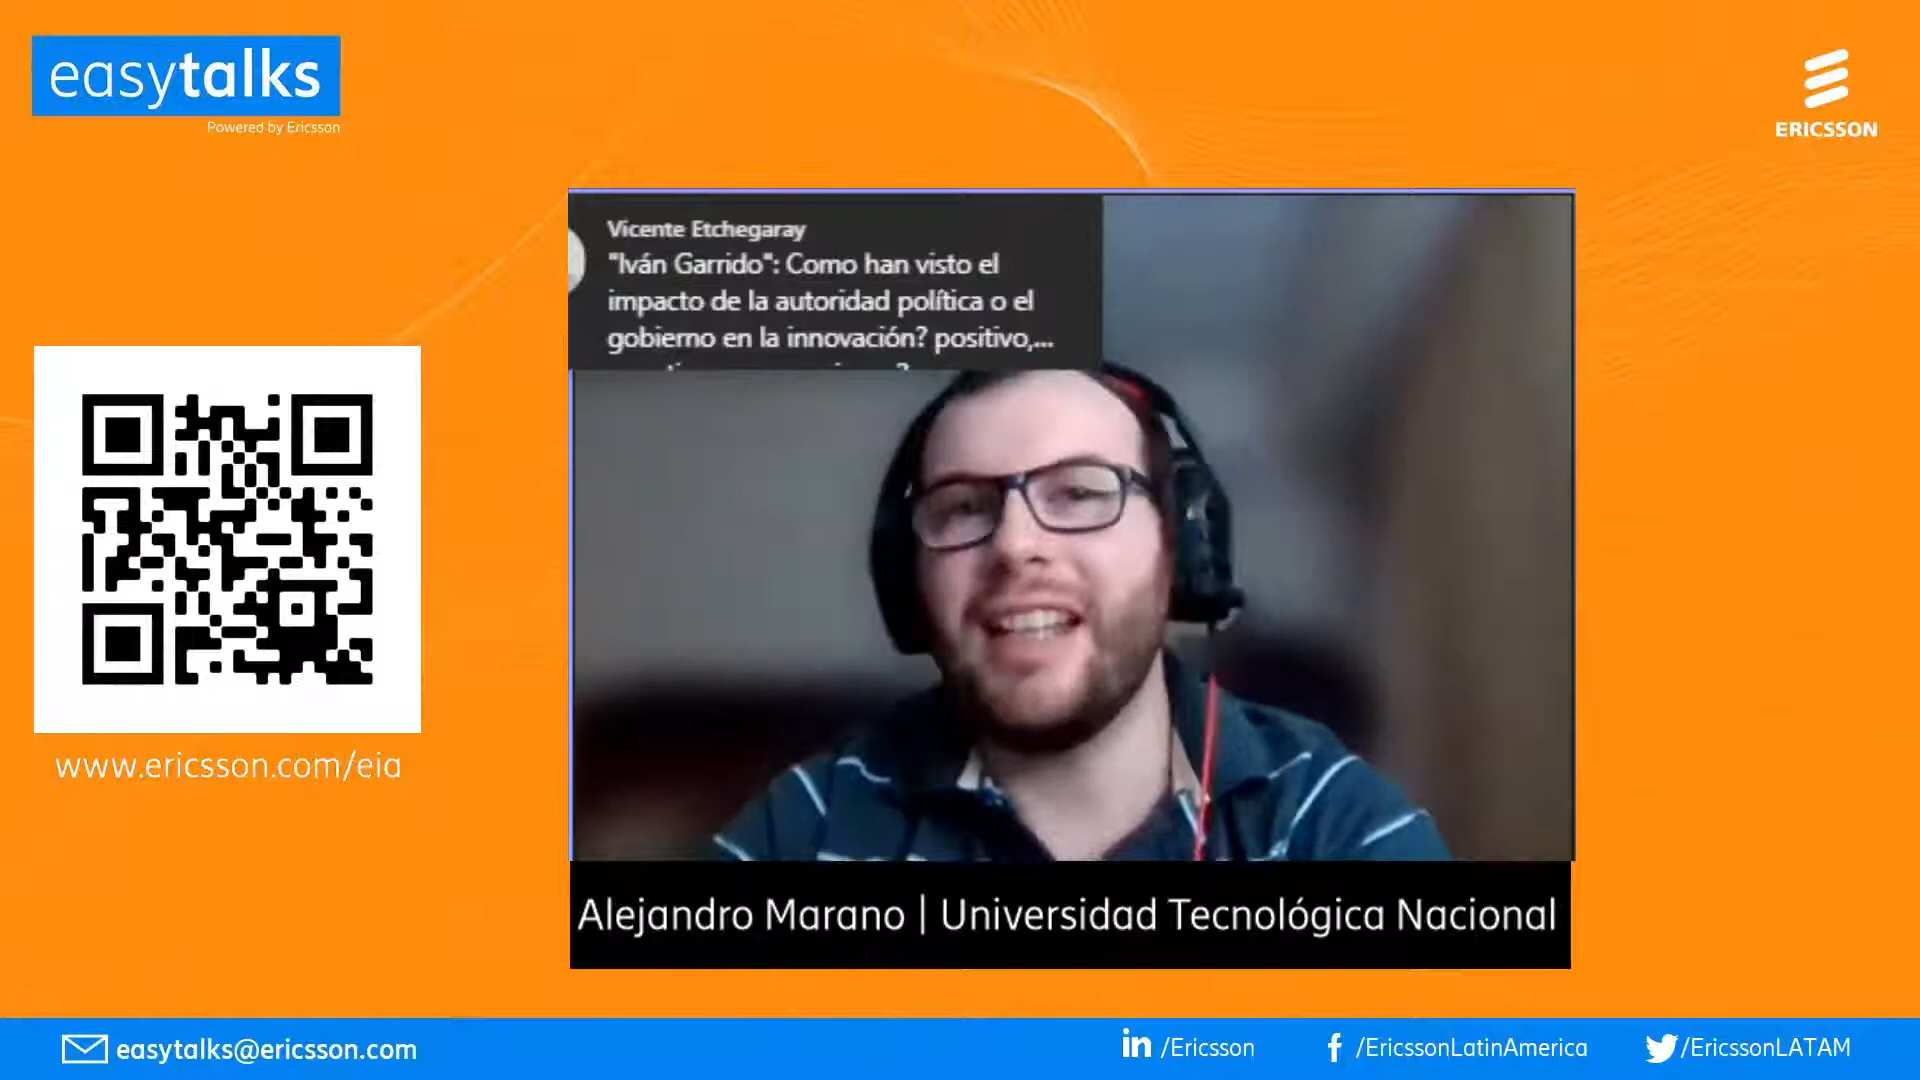 easytalks
Powered by Ericsson
ERICSSON
Vicente Etchegaray
"Iván Garrido": Como han visto el
impacto de la autoridad política o el
gobierno en la innovación? positivo,...
www.ericsson.com/eia
Alejandro Marano | Universidad Tecnológica Nacional
easytalks@ericsson.com
in /Ericsson
f /EricssonLatinAmerica
/EricssonLATAM